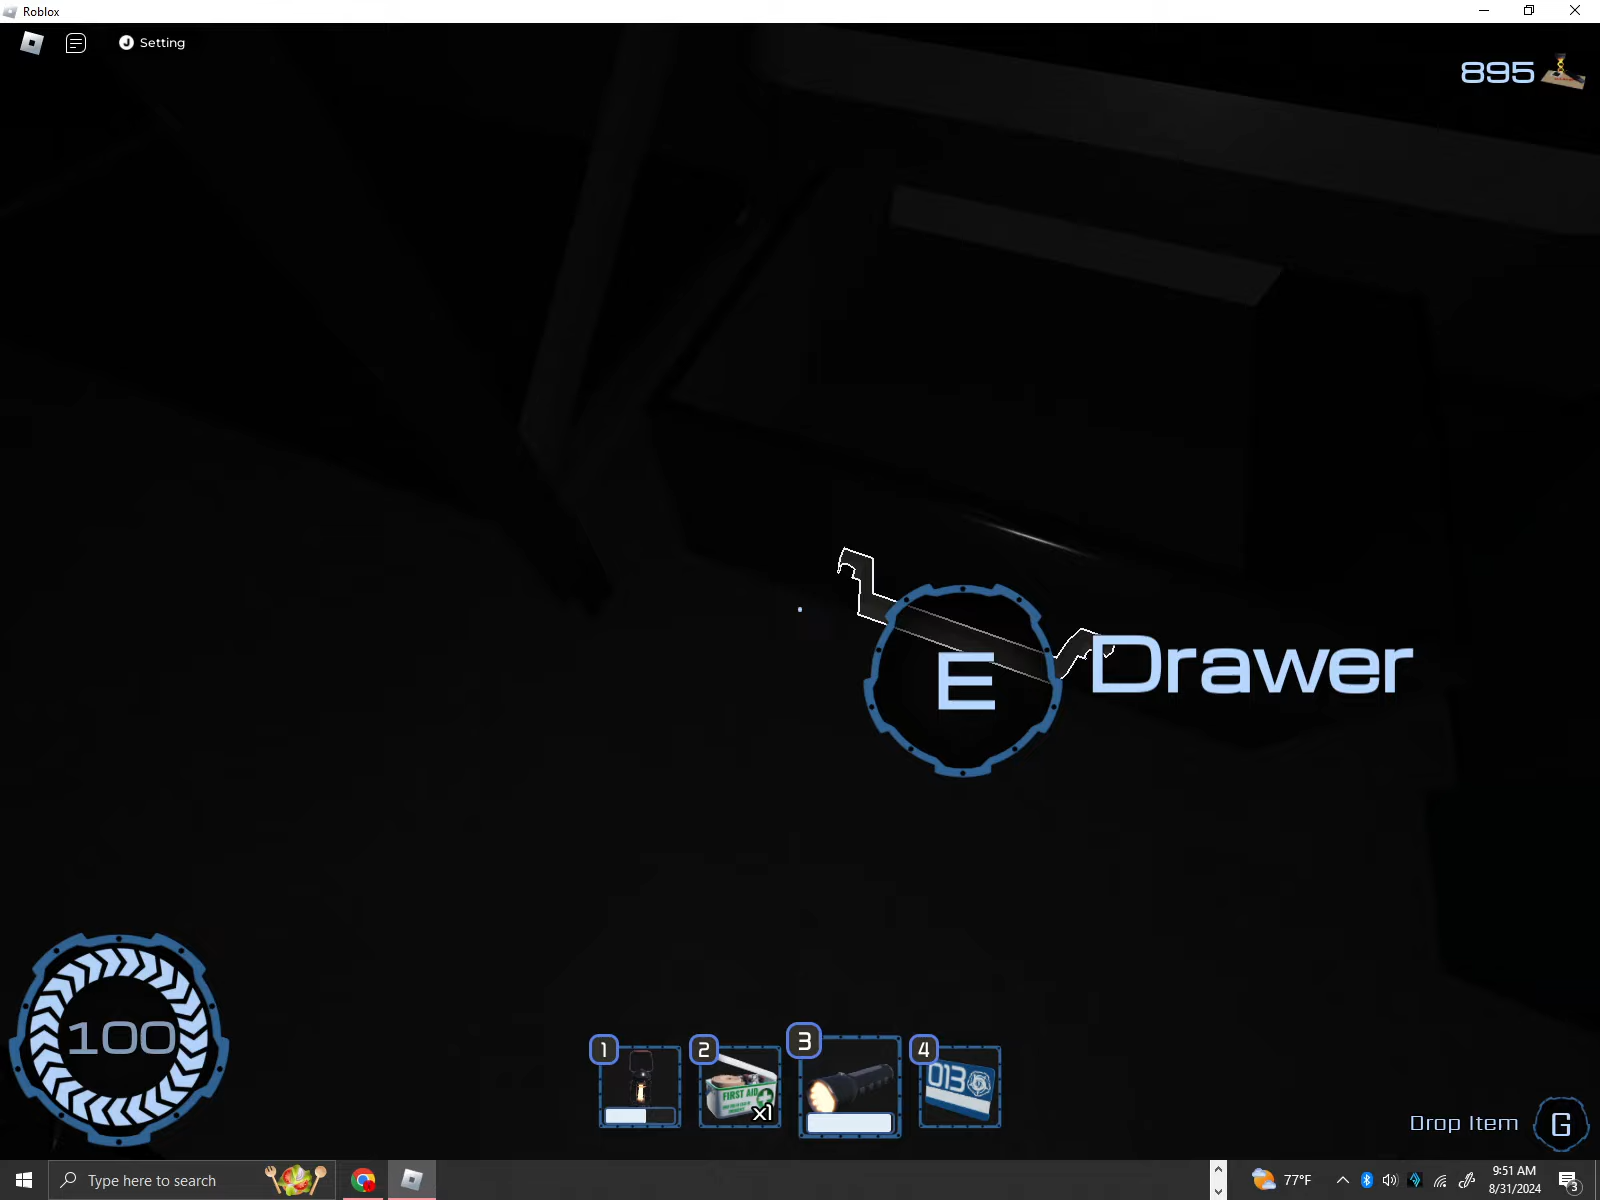 Roblox
J Setting
895
E Drawer
100
1
2
3
4
FIRST AID
x1
013
Drop Item G
Type here to search
77°F
9:51 AM
8/31/2024
3